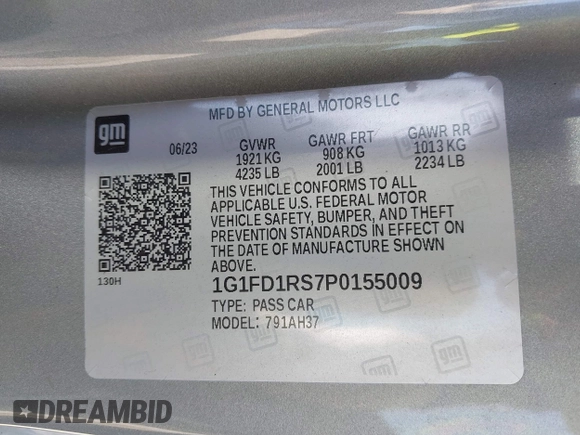 MFD BY GENERAL MOTORS LLC
gm
06/23 GVWR GAWR FRT GAWR RR
1921 KG 908 KG 1013 KG
4235 LB 2001 LB 2234 LB
THIS VEHICLE CONFORMS TO ALL
APPLICABLE U.S. FEDERAL MOTOR
VEHICLE SAFETY, BUMPER, AND THEFT
PREVENTION STANDARDS IN EFFECT ON
THE DATE OF MANUFACTURE SHOWN
ABOVE.
130H
1G1FD1RS7P0155009
TYPE: PASS CAR
MODEL: 791AH37
gm
DREAMBID